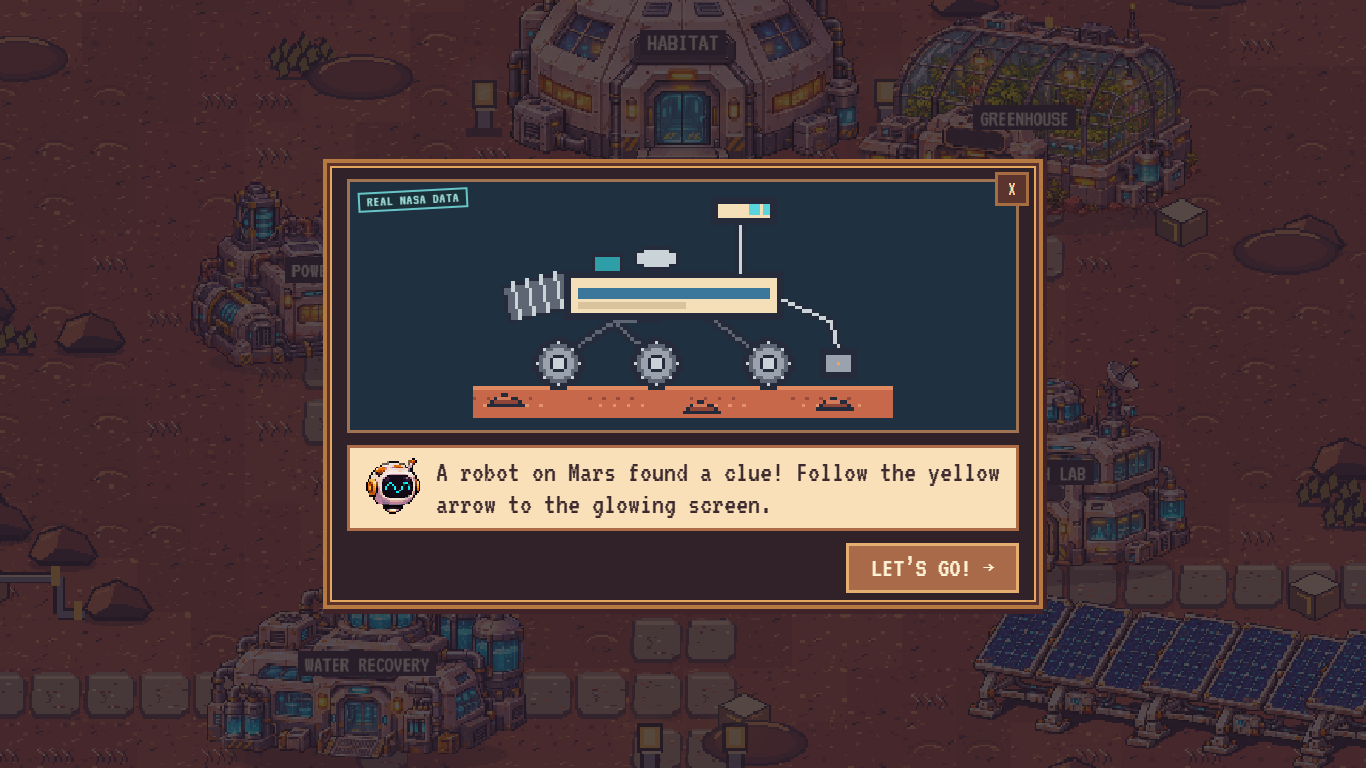 HABITAT
GREENHOUSE
REAL NASA DATA
X
LAB
A robot on Mars found a clue! Follow the yellow
arrow to the glowing screen.
LET'S GO! →
WATER RECOVERY